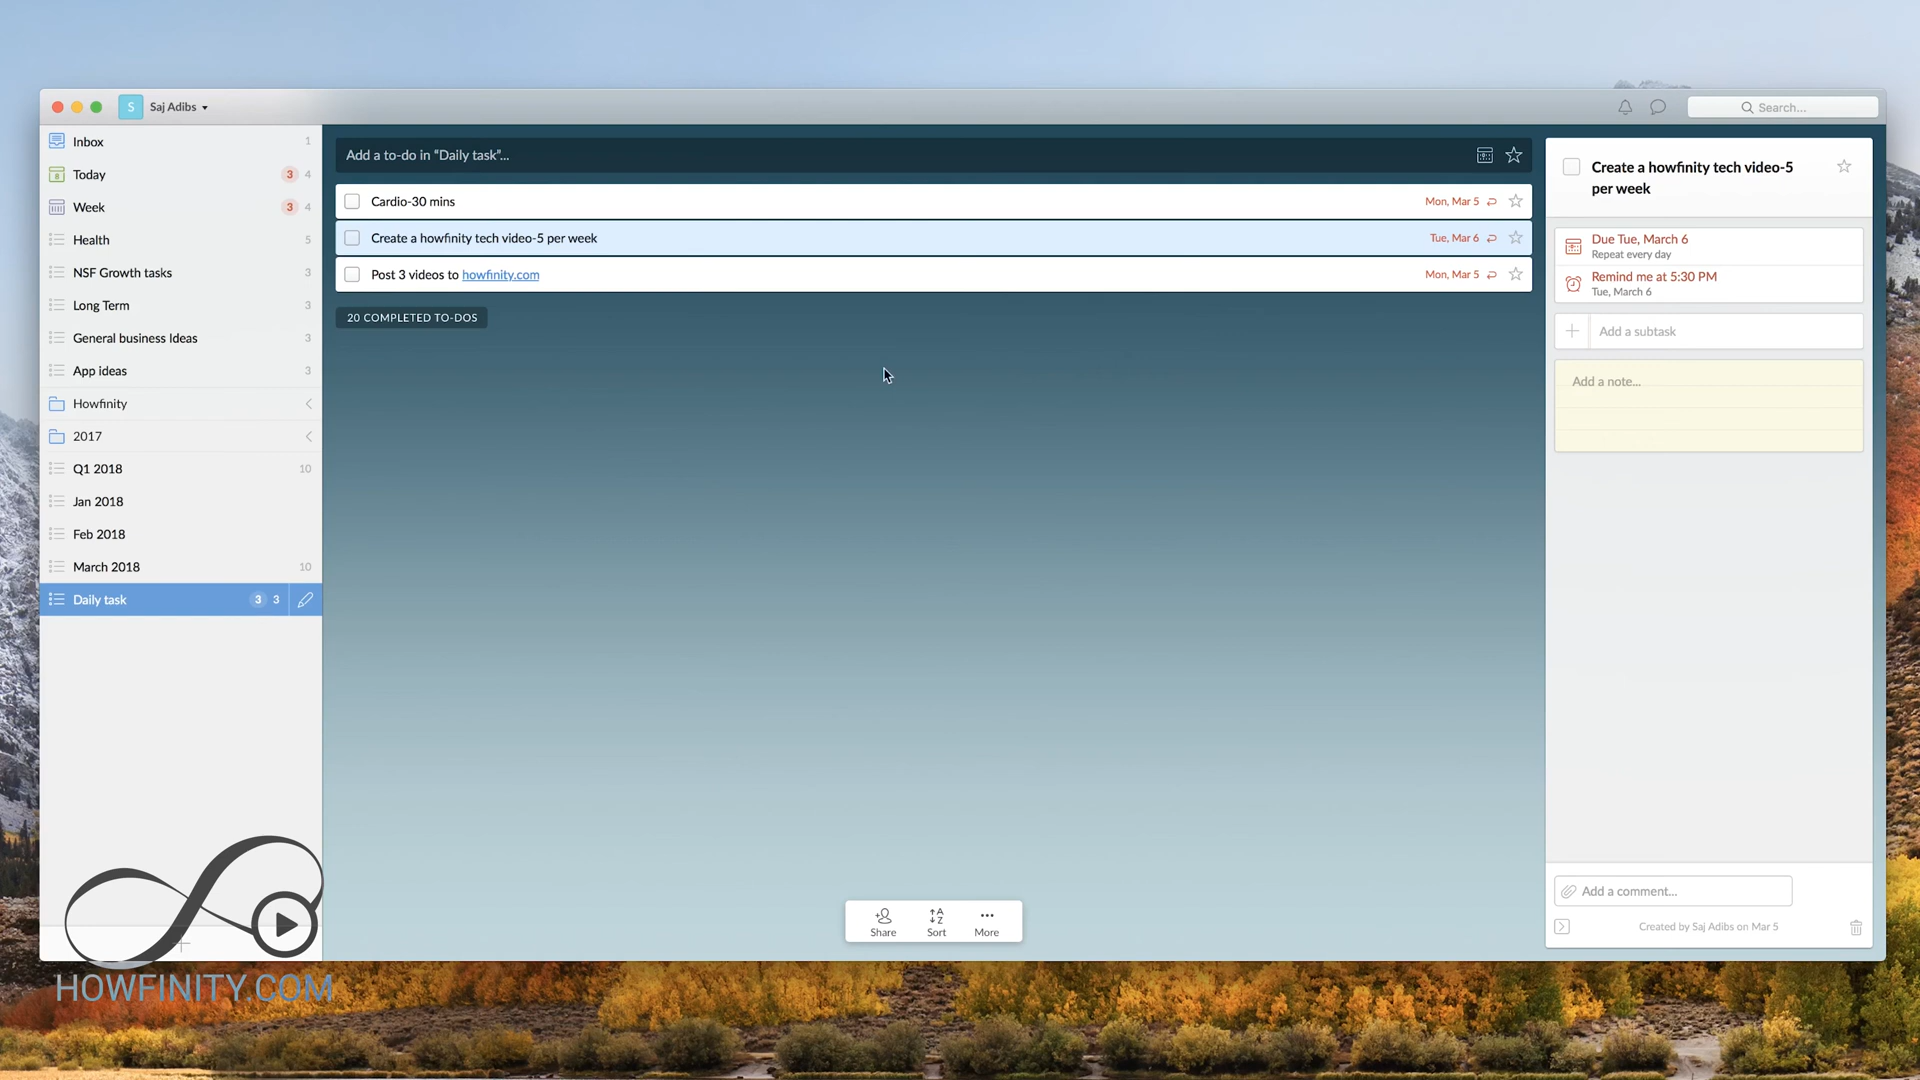 S Saj Adibs
Search...
Inbox 1
Today 3 4
Week 3 4
Health 5
NSF Growth tasks 3
Long Term 3
General business Ideas 3
App ideas 3
Howfinity
2017
Q1 2018 10
Jan 2018
Feb 2018
March 2018 10
Daily task 3 3
Add a to-do in “Daily task”...
Cardio-30 mins Mon, Mar 5
Create a howfinity tech video-5 per week Tue, Mar 6
Post 3 videos to howfinity.com Mon, Mar 5
20 COMPLETED TO-DOS
Share
Sort
More
Create a howfinity tech video-5
per week
Due Tue, March 6
Repeat every day
Remind me at 5:30 PM
Tue, March 6
Add a subtask
Add a note...
Add a comment...
Created by Saj Adibs on Mar 5
HOWFINITY.COM